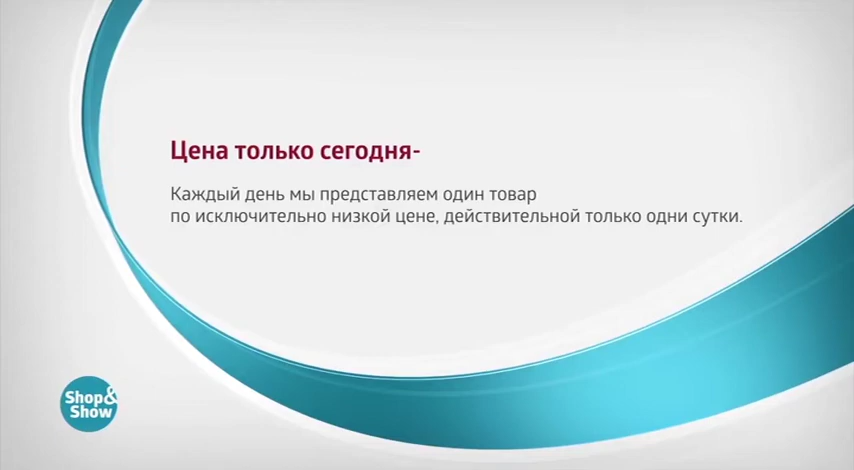 Цена только сегодня-
Каждый день мы представляем один товар
по исключительно низкой цене, действительной только одни сутки.
Shop&
Show